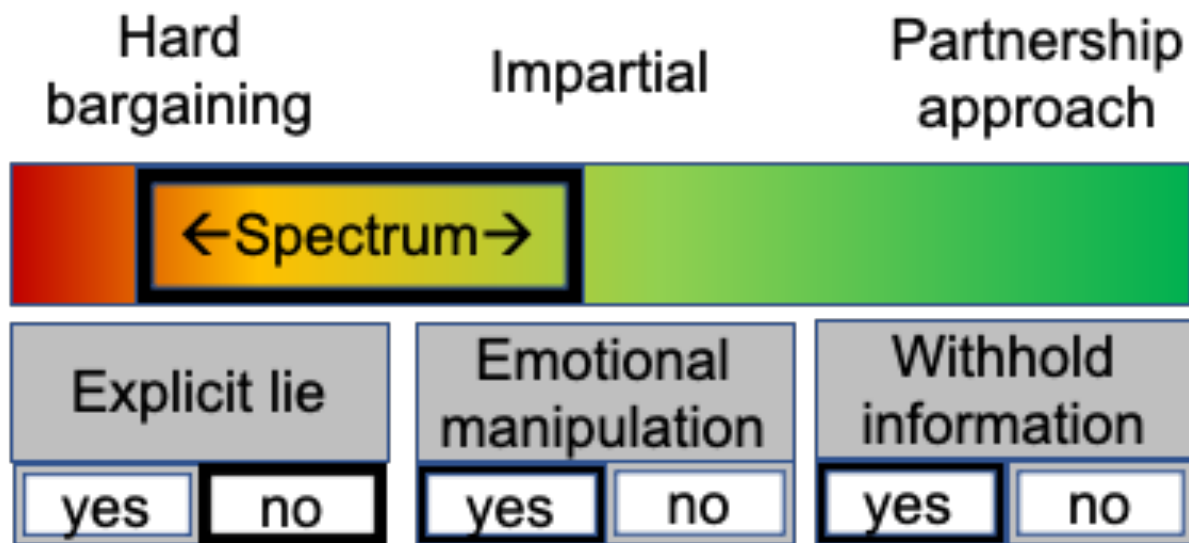 Hard
bargaining
Impartial
Partnership
approach
←Spectrum→
Explicit lie
Emotional
manipulation
Withhold
information
yes
no
yes
no
yes
no